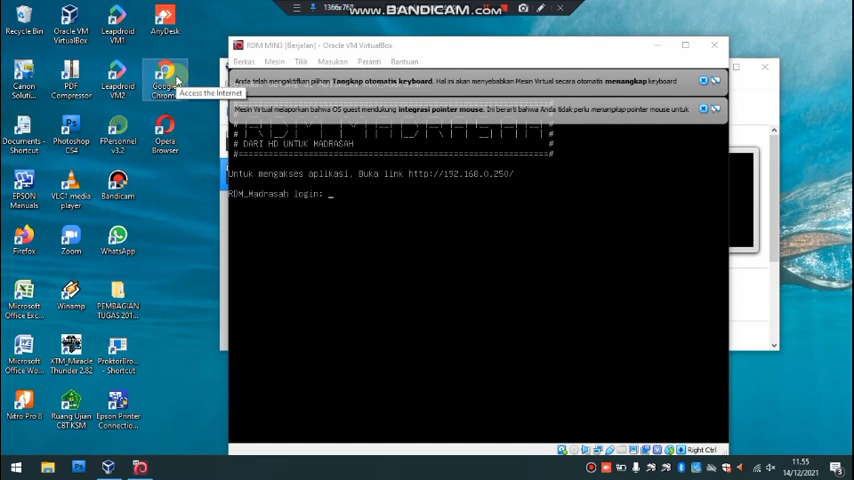 1366x768
WWW.BANDICAM.COM
Recycle Bin
Oracle VM
VirtualBox
Leapdroid
VM1
AnyDesk
Canon
Soluti...
PDF
Compressor
Leapdroid
VM2
Google
Chrome
Access the Internet
Documents -
Shortcut
Photoshop
CS4
FPersonnel
v3.2
Opera
Browser
EPSON
Manuals
VLC1 media
player
Bandicam
Firefox
Zoom
WhatsApp
Microsoft
Office Exc...
Winamp
PEMBAGIAN
TUGAS 201...
Microsoft
Office Wo...
XTM_Miracle
Thunder 2.82
ProktorBro...
- Shortcut
Nitro Pro 8
Ruang Ujian
CBT KSM
Epson Printer
Connectio...
RDM MIN3 [Berjalan] - Oracle VM VirtualBox
Berkas Mesin Tilik Masukan Peranti Bantuan
Anda telah mengaktifkan pilihan Tangkap otomatis keyboard. Hal ini akan menyebabkan Mesin Virtual secara otomatis menangkap keyboard
Mesin Virtual melaporkan bahwa OS guest mendukung integrasi pointer mouse. Ini berarti bahwa Anda tidak perlu menangkap pointer mouse untuk
RDM MADRASAH
# DARI HD UNTUK MADRASAH #
#=====================================================#
Untuk mengakses aplikasi, Buka link http://192.168.0.250/
RDM_Madrasah login: _
Right Ctrl
11.55
14/12/2021
3